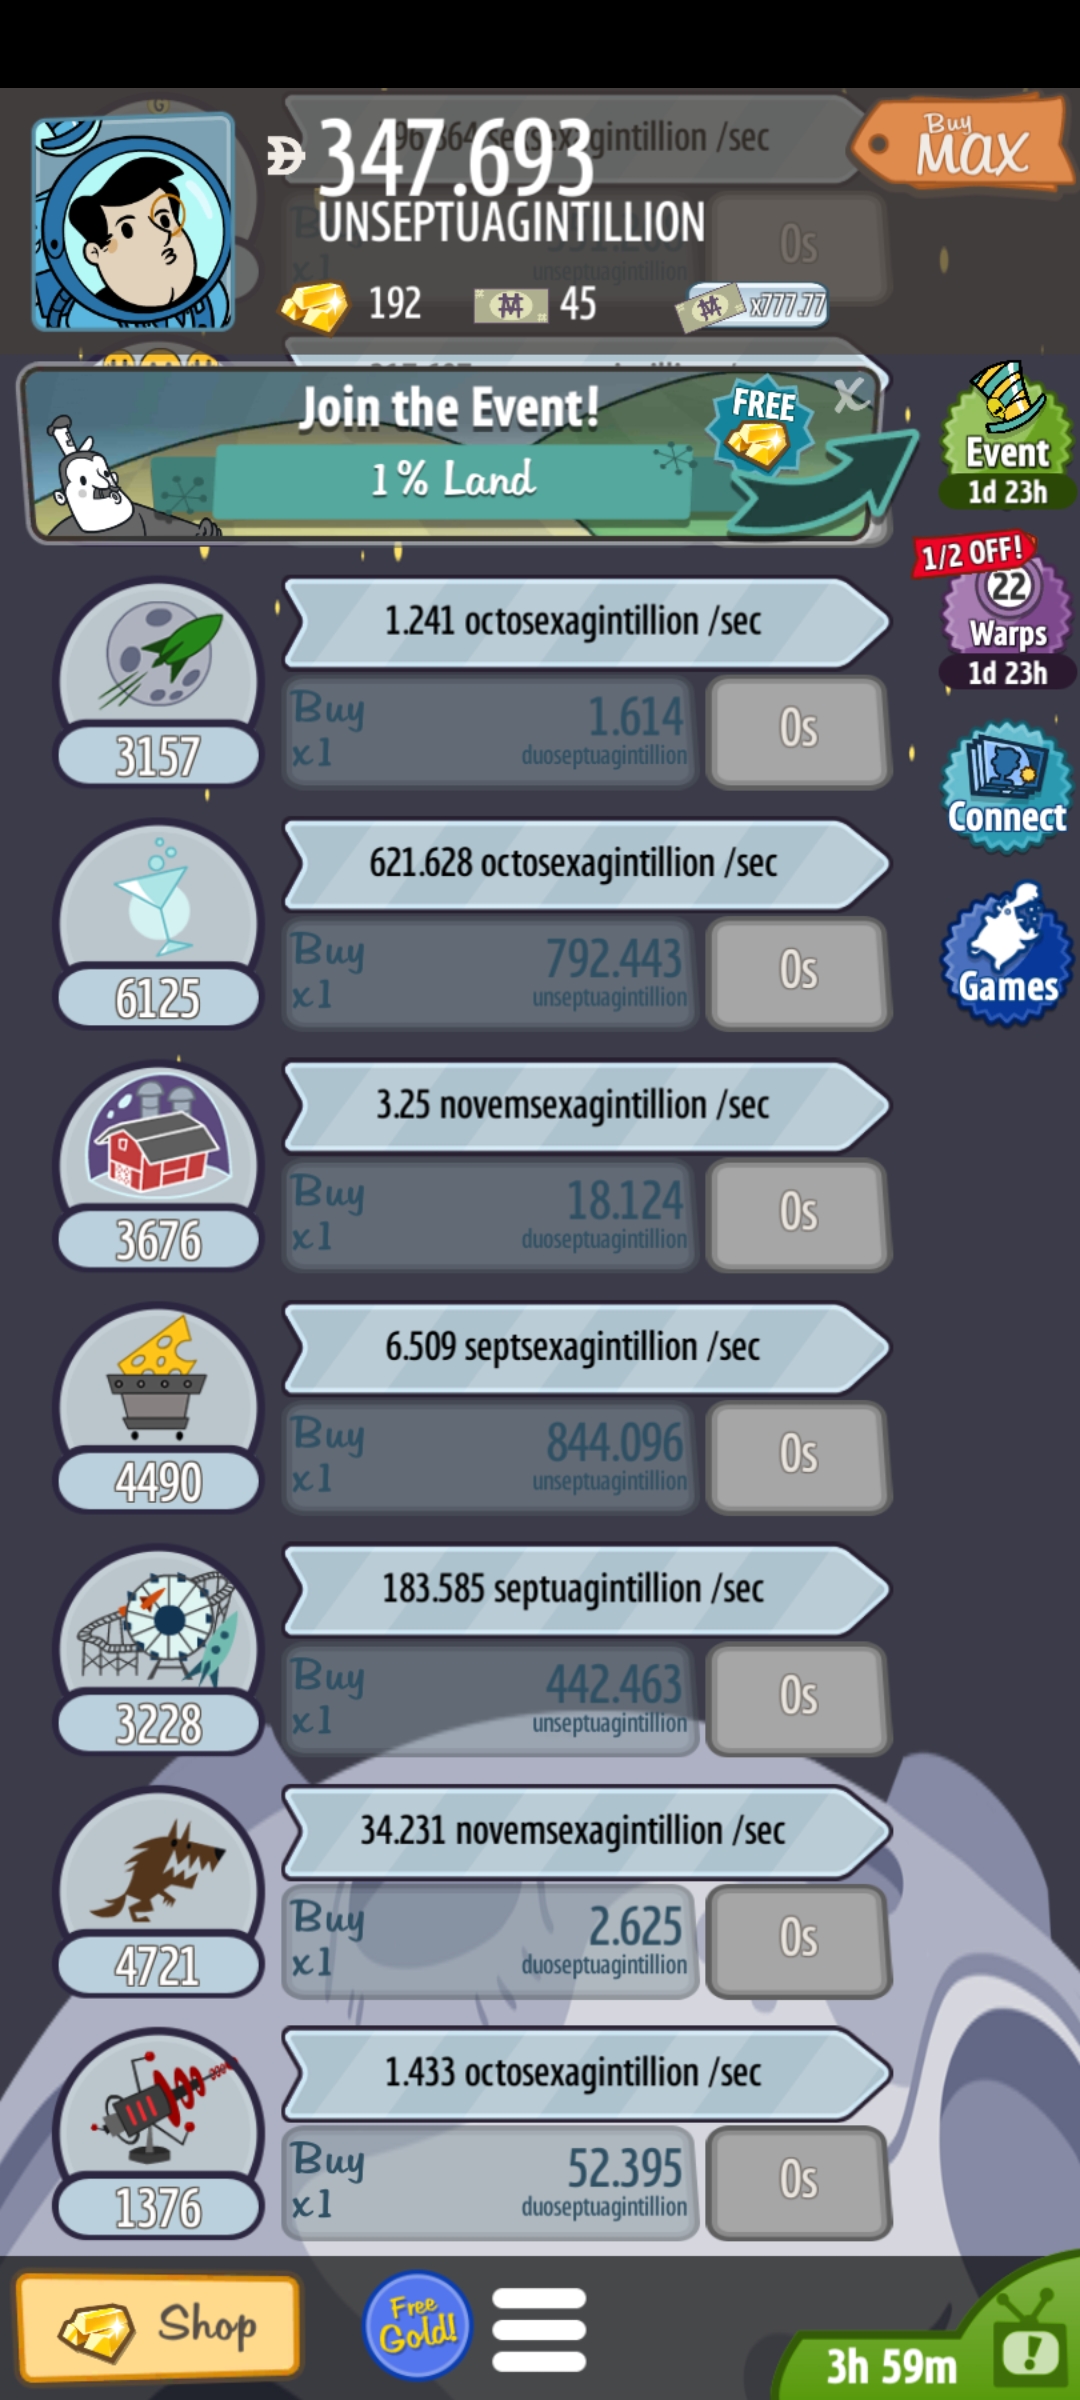 347.693
UNSEPTUAGINTILLION
Buy
MAX
192
45
x777.77
/sec
unseptuagintillion
0s
Join the Event!
1% Land
FREE
X
Event
1d 23h
1/2 OFF!
22
Warps
1d 23h
Connect
Games
1.241 octosexagintillion /sec
Buy
x1
1.614
duoseptuagintillion
0s
3157
621.628 octosexagintillion /sec
Buy
x1
792.443
unseptuagintillion
0s
6125
3.25 novemsexagintillion /sec
Buy
x1
18.124
duoseptuagintillion
0s
3676
6.509 septsexagintillion /sec
Buy
x1
844.096
unseptuagintillion
0s
4490
183.585 septuagintillion /sec
Buy
x1
442.463
unseptuagintillion
0s
3228
34.231 novemsexagintillion /sec
Buy
x1
2.625
duoseptuagintillion
0s
4721
1.433 octosexagintillion /sec
Buy
x1
52.395
duoseptuagintillion
0s
1376
Shop
Free
Gold!
3h 59m
!